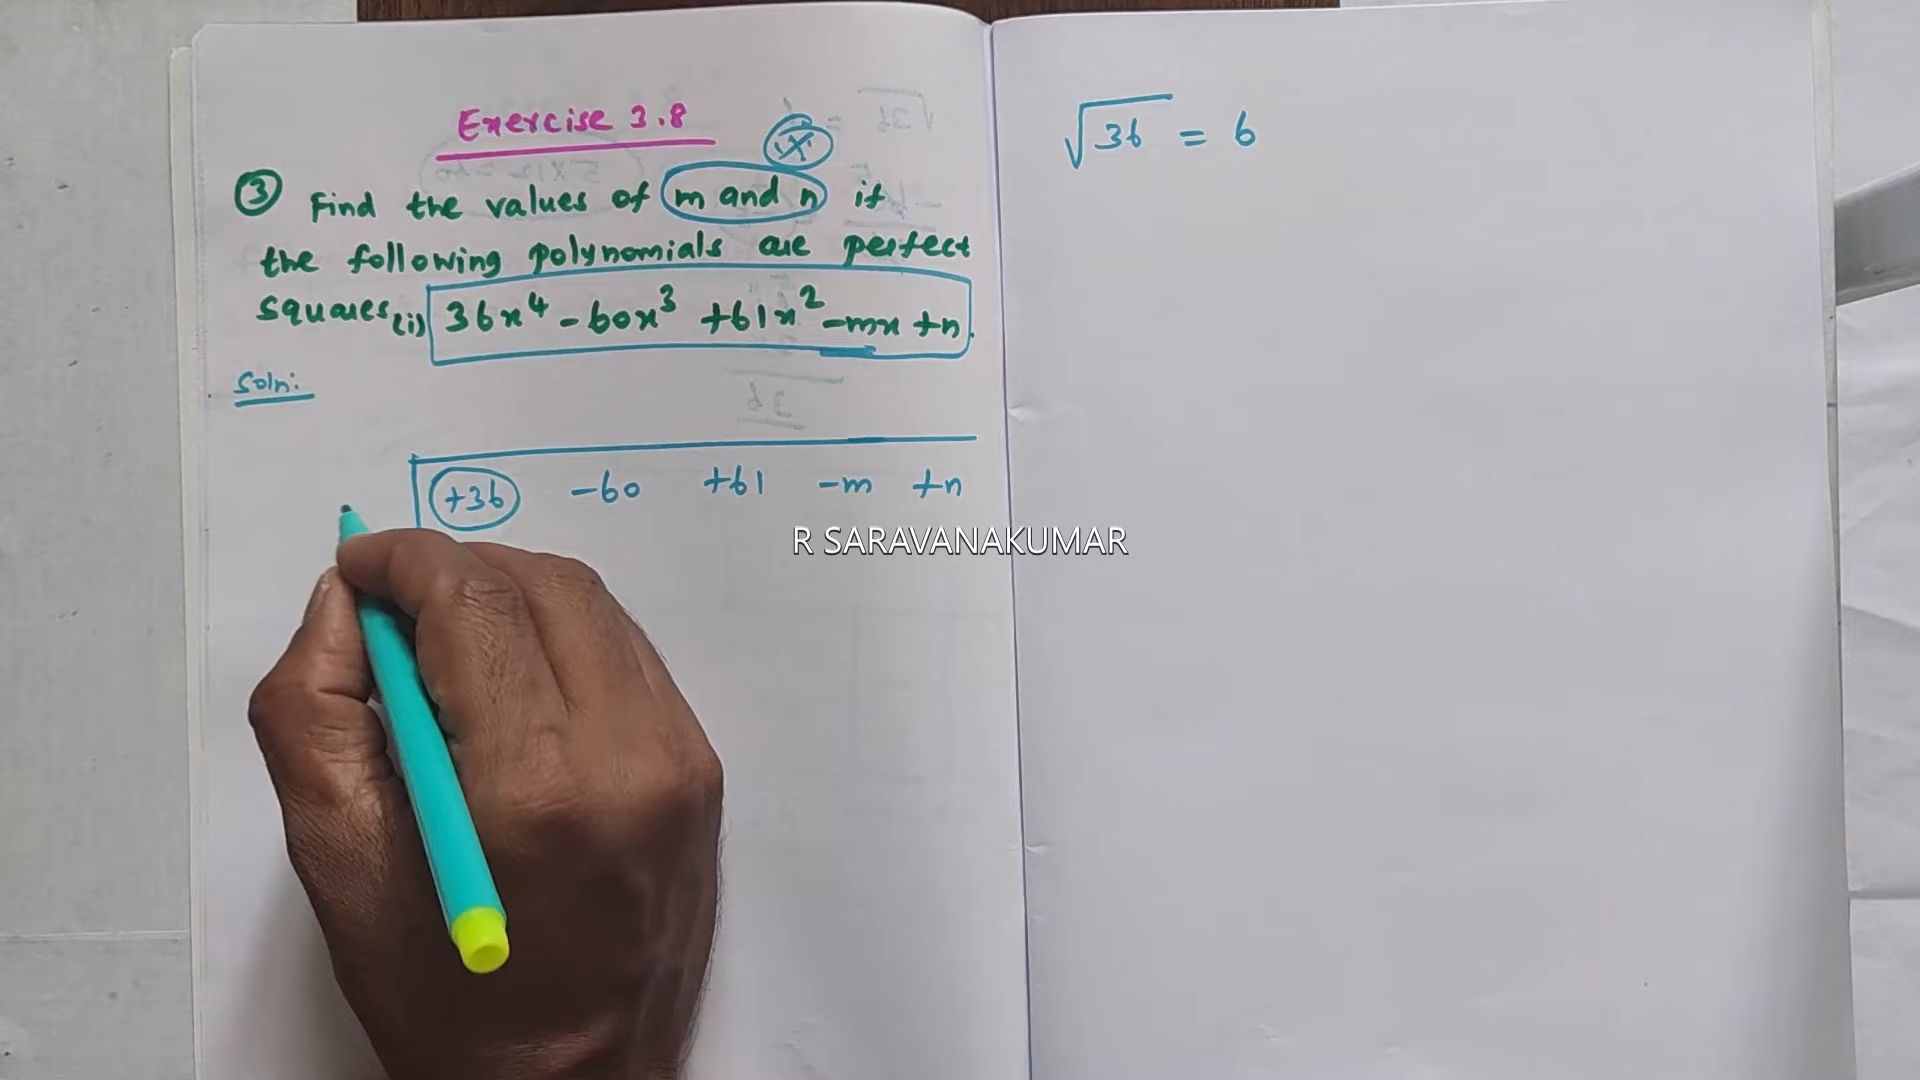 Exercise 3.8
③ Find the values of m and n if
the following polynomials are perfect
squares (i) 36x⁴ - 60x³ + 61x² - mx + n.
Soln:
+36 -60 +61 -m +n
√36 = 6
R SARAVANAKUMAR